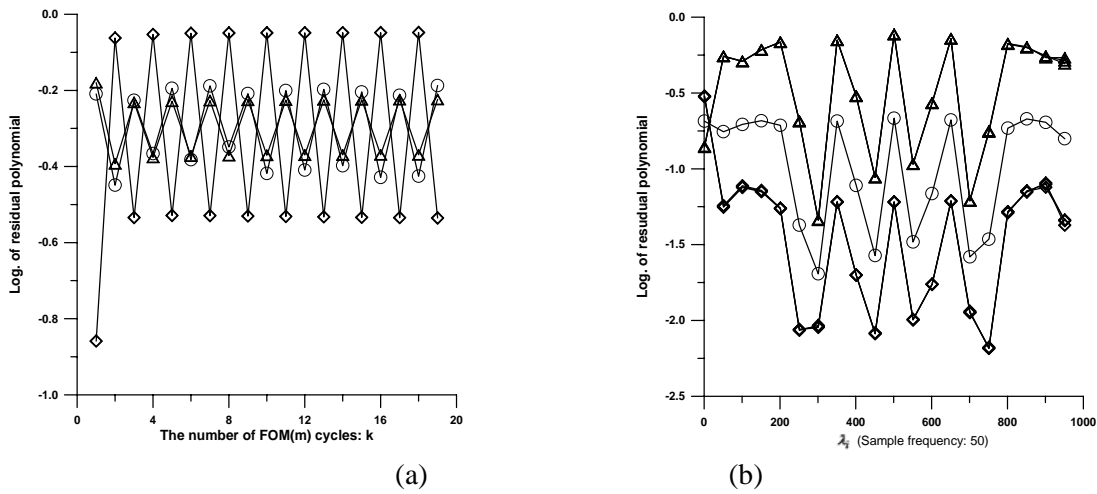 0.0
-0.2
-0.4
-0.6
-0.8
-1.0
Log. of residual polynomial
0 4 8 12 16 20
The number of FOM(m) cycles: k
(a)
0.0
-0.5
-1.0
-1.5
-2.0
-2.5
Log. of resudual polynomial
0 200 400 600 800 1000
λi (Sample frequency: 50)
(b)